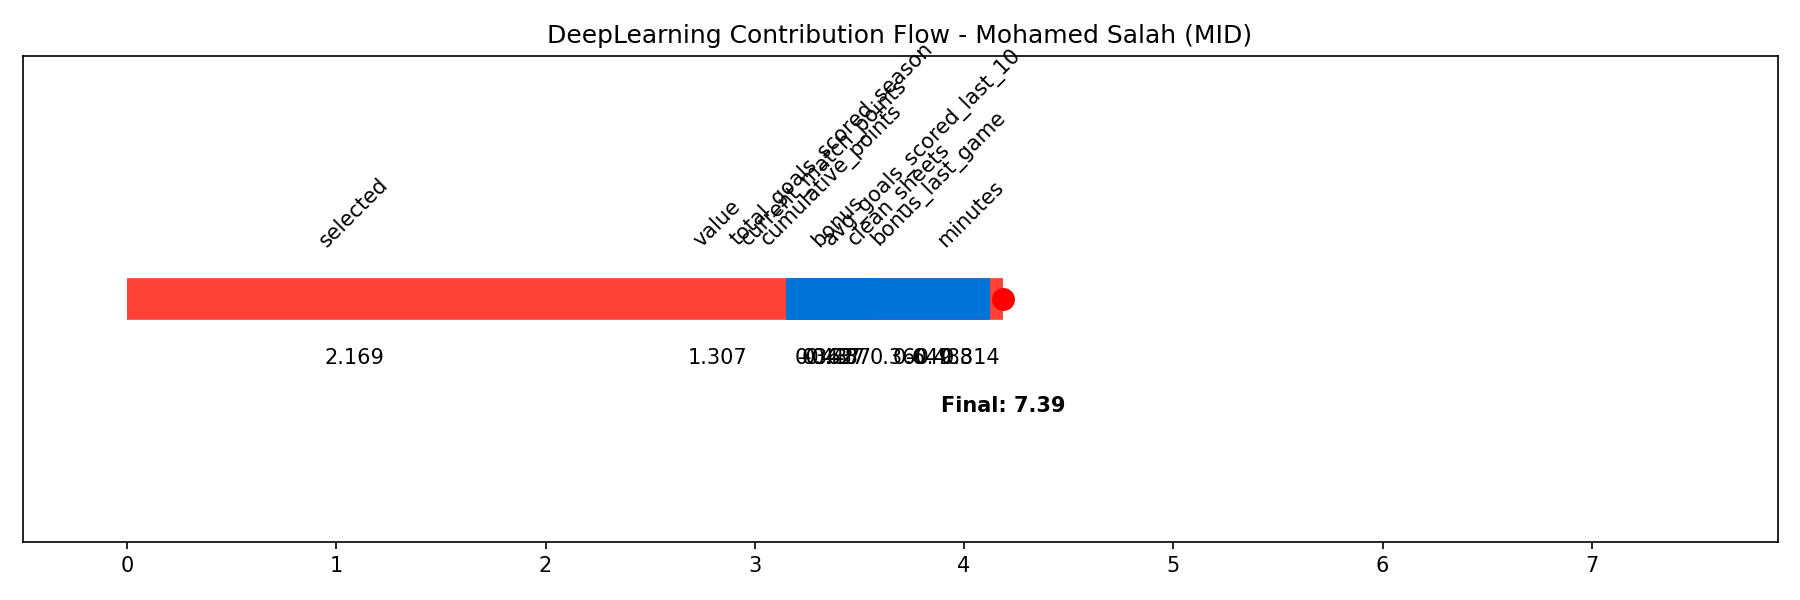 DeepLearning Contribution Flow - Mohamed Salah (MID)
selected
value
total_goals_scored_season
current_match_points
cumulative_points
bonus
avg_goals_scored_last_10
clean_sheets
bonus_last_game
minutes
2.169
1.307
Final: 7.39
0
1
2
3
4
5
6
7